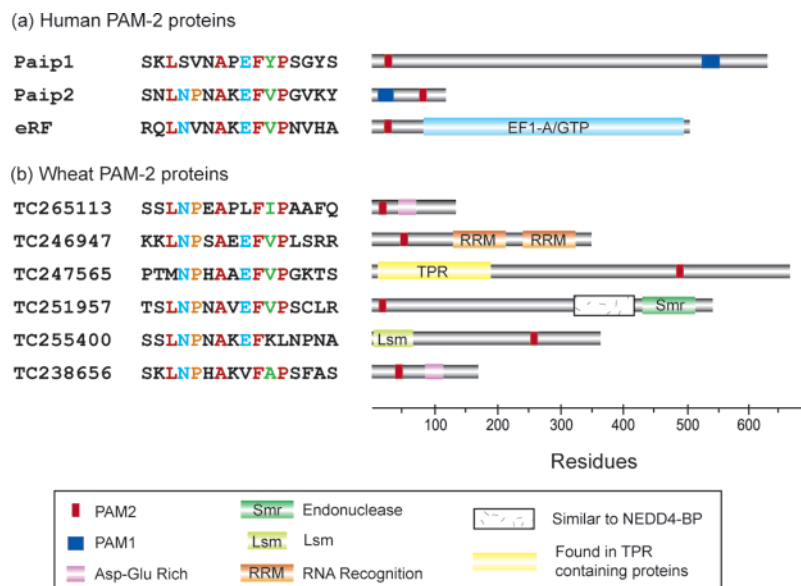 (a) Human PAM-2 proteins
Paip1 SKLSVNAPEFYPSGYS
Paip2 SNLNPNAKEFVPGVKY
eRF RQLNVNAKEFVPNVHA EF1-A/GTP
(b) Wheat PAM-2 proteins
TC265113 SSLNPEAPLFIPAAFQ
TC246947 KKLNPSAEEFVPLSRR RRM RRM
TC247565 PTMNPHAAEFVPGKTS TPR
TC251957 TSLNPNAVEFVPSCLR Smr
TC255400 SSLNPNAKEFKLNPNA Lsm
TC238656 SKLNPHAKVFAPSFAS
100 200 300 400 500 600
Residues
PAM2 Smr Endonuclease Similar to NEDD4-BP
PAM1 Lsm Lsm Found in TPR
containing proteins
Asp-Glu Rich RRM RNA Recognition